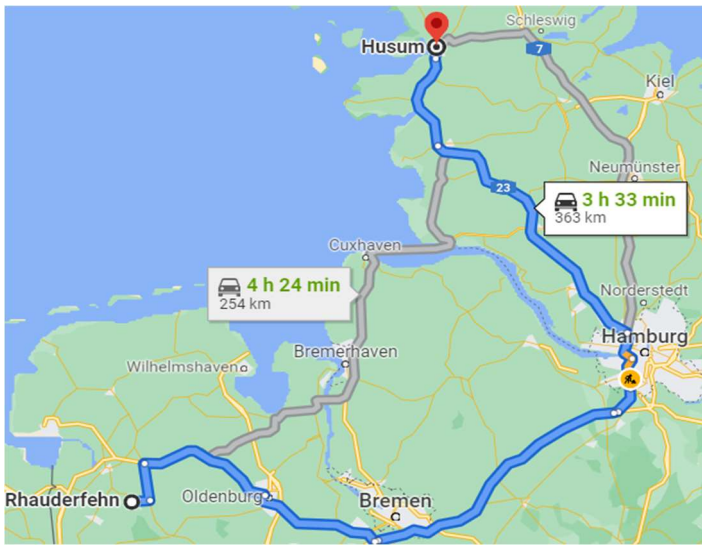 Schleswig
Husum
7
Kiel
Neumünster
23
3 h 33 min
363 km
Cuxhaven
4 h 24 min
254 km
Norderstedt
Hamburg
Bremerhaven
Wilhelmshaven
Rhauderfehn
Oldenburg
Bremen